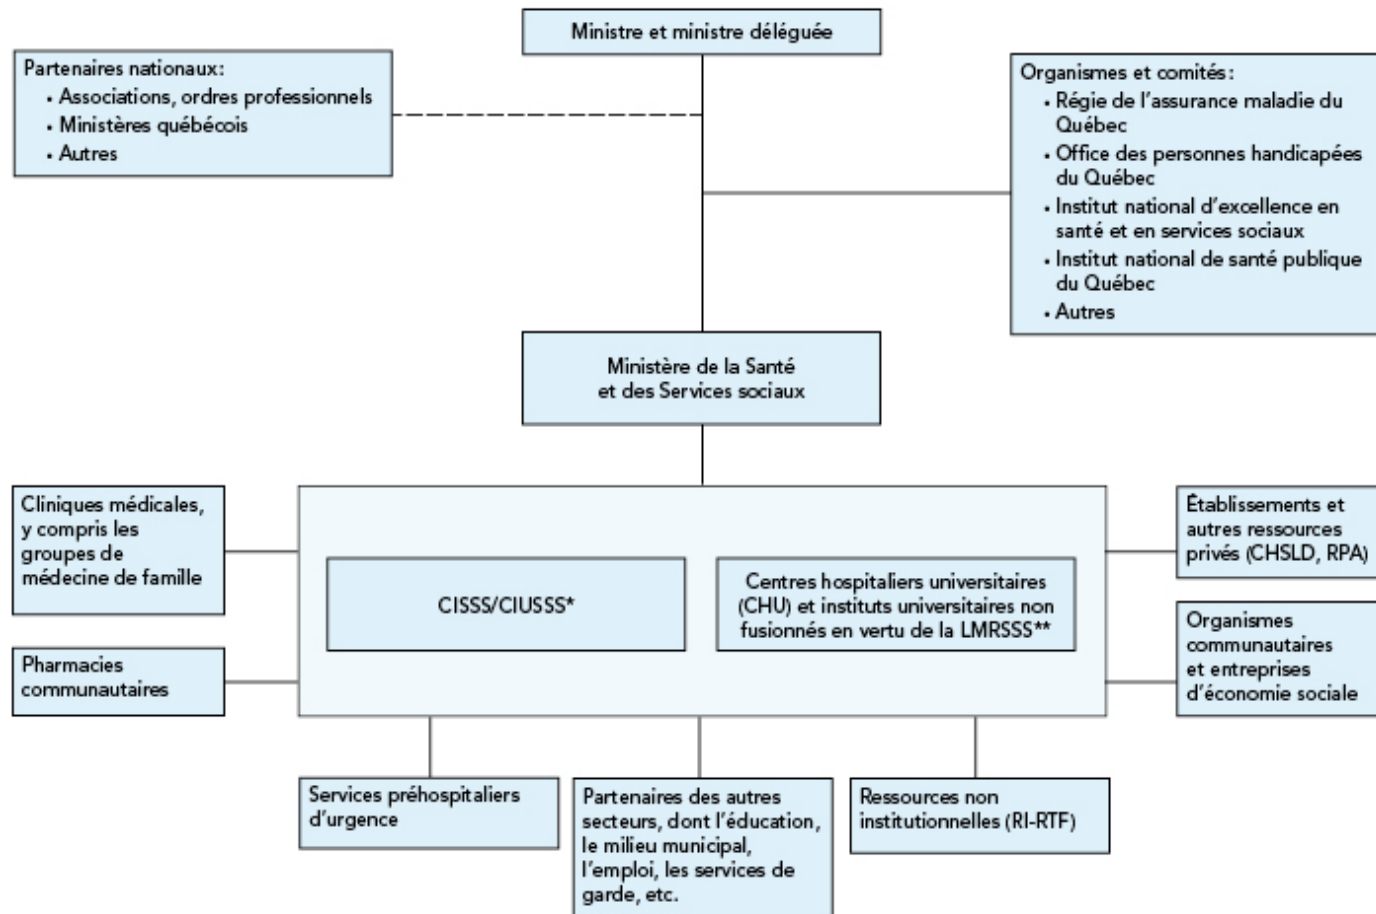 Ministre et ministre déléguée
Partenaires nationaux:
• Associations, ordres professionnels
• Ministères québécois
• Autres
Organismes et comités:
• Régie de l'assurance maladie du
Québec
• Office des personnes handicapées
du Québec
• Institut national d'excellence en
santé et en services sociaux
• Institut national de santé publique
du Québec
• Autres
Ministère de la Santé
et des Services sociaux
Cliniques médicales,
y compris les
groupes de
médecine de famille
Pharmacies
communautaires
CISSS/CIUSSS*
Centres hospitaliers universitaires
(CHU) et instituts universitaires non
fusionnés en vertu de la LMRSSS**
Établissements et
autres ressources
privés (CHSLD, RPA)
Organismes
communautaires
et entreprises
d'économie sociale
Services préhospitaliers
d'urgence
Partenaires des autres
secteurs, dont l'éducation,
le milieu municipal,
l'emploi, les services de
garde, etc.
Ressources non
institutionnelles (RI-RTF)